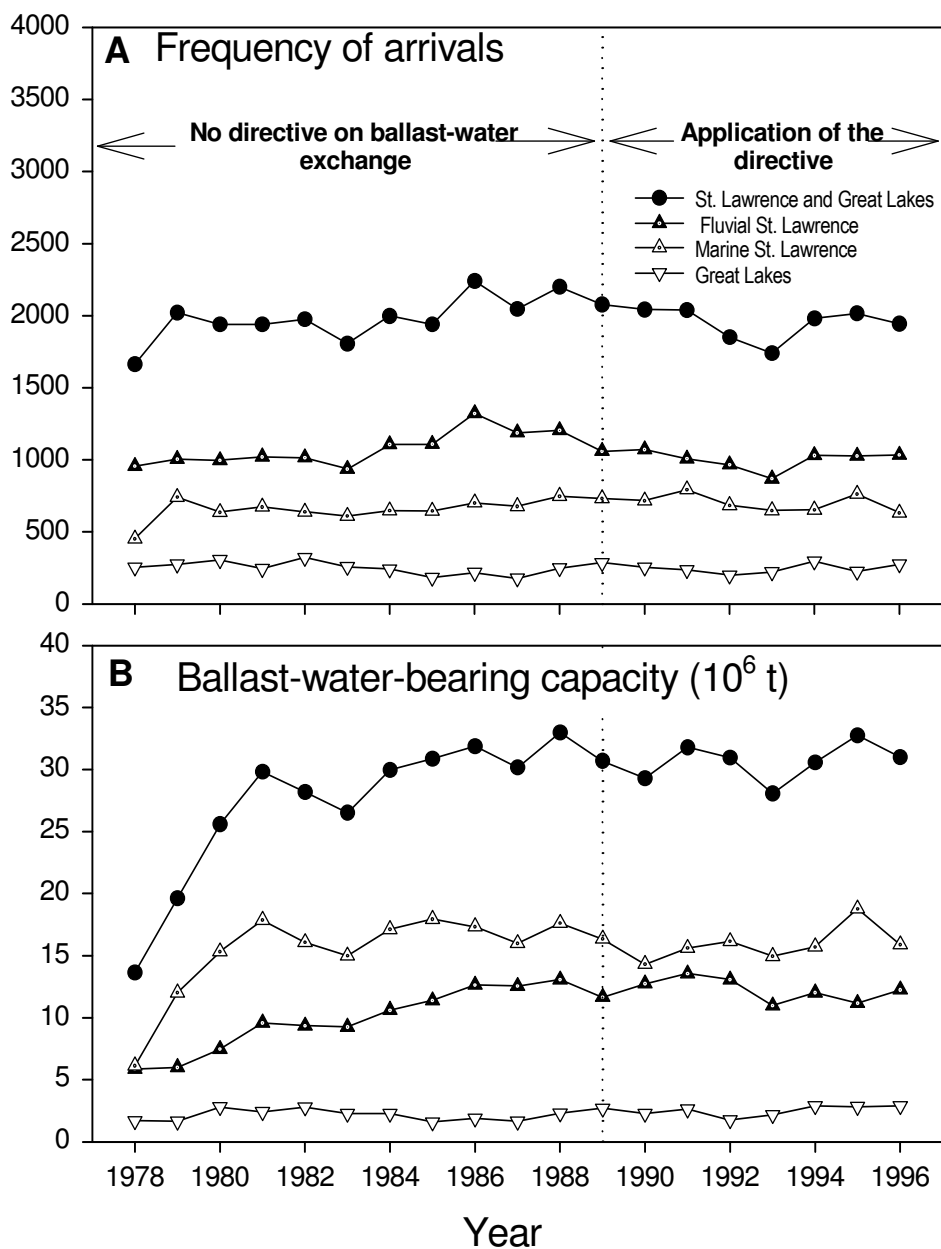 A Frequency of arrivals
4000
3500
3000
2500
2000
1500
1000
500
0
No directive on ballast-water
exchange
Application of the
directive
St. Lawrence and Great Lakes
Fluvial St. Lawrence
Marine St. Lawrence
Great Lakes
B Ballast-water-bearing capacity (10⁶ t)
40
35
30
25
20
15
10
5
0
1978 1980 1982 1984 1986 1988 1990 1992 1994 1996
Year